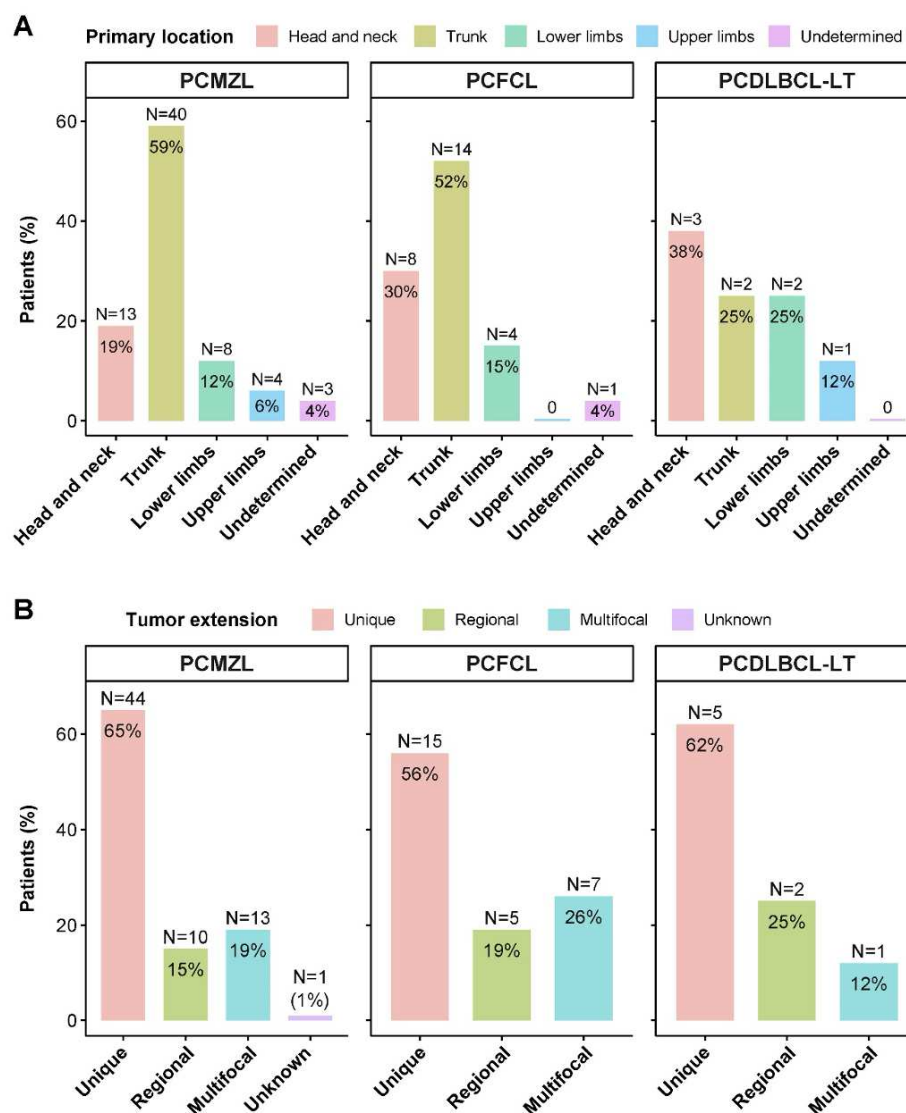 A
Primary location Head and neck Trunk Lower limbs Upper limbs Undetermined
PCMZL PCFCL PCDLBCL-LT
Patients (%)
60
40
20
0
N=13
19%
N=40
59%
N=8
12%
N=4
6%
N=3
4%
N=8
30%
N=14
52%
N=4
15%
0
N=1
4%
N=3
38%
N=2
25%
N=2
25%
N=1
12%
0
Head and neck
Trunk
Lower limbs
Upper limbs
Undetermined
Head and neck
Trunk
Lower limbs
Upper limbs
Undetermined
Head and neck
Trunk
Lower limbs
Upper limbs
Undetermined
B
Tumor extension Unique Regional Multifocal Unknown
PCMZL PCFCL PCDLBCL-LT
Patients (%)
60
40
20
0
N=44
65%
N=10
15%
N=13
19%
N=1
(1%)
N=15
56%
N=5
19%
N=7
26%
N=5
62%
N=2
25%
N=1
12%
Unique
Regional
Multifocal
Unknown
Unique
Regional
Multifocal
Unique
Regional
Multifocal